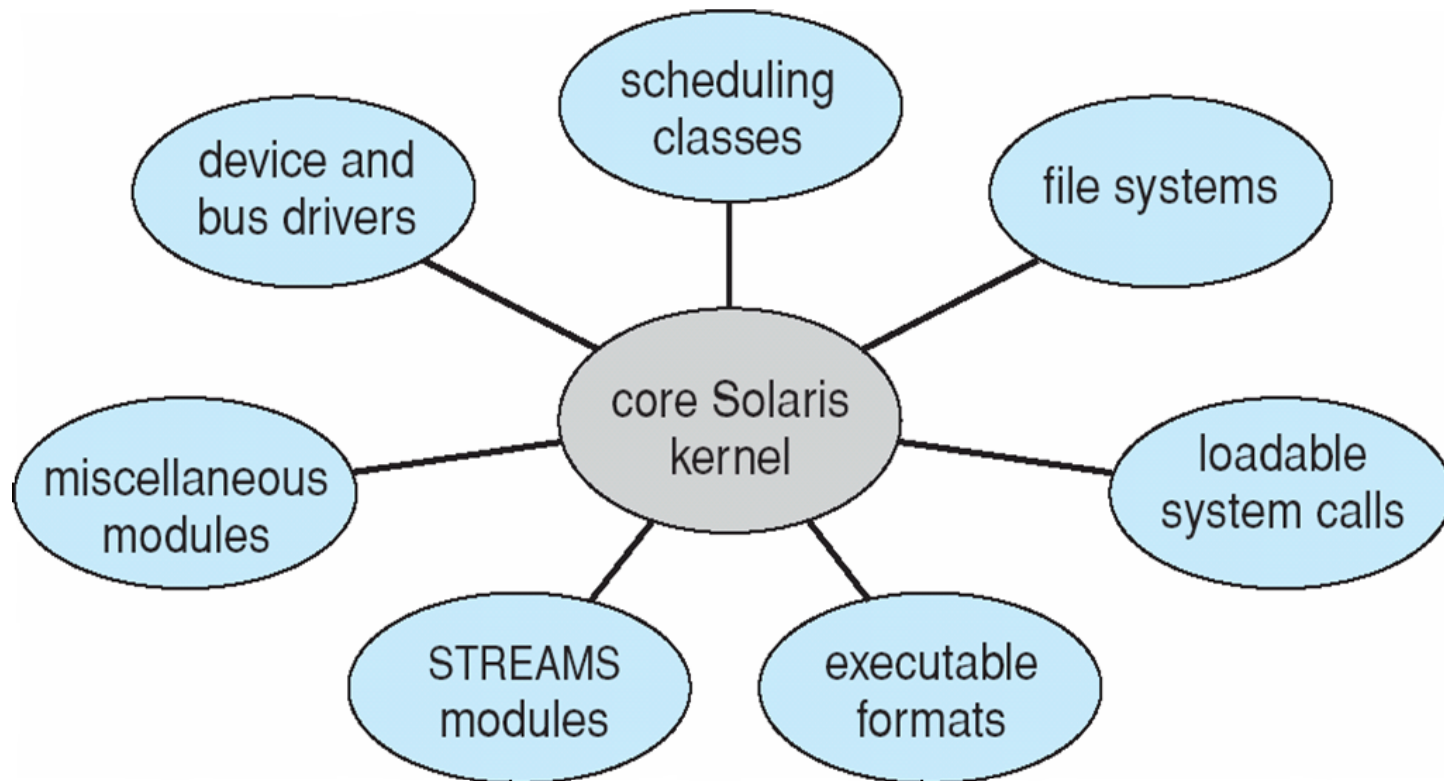 scheduling
classes
device and
bus drivers
file systems
core Solaris
kernel
miscellaneous
modules
loadable
system calls
STREAMS
modules
executable
formats